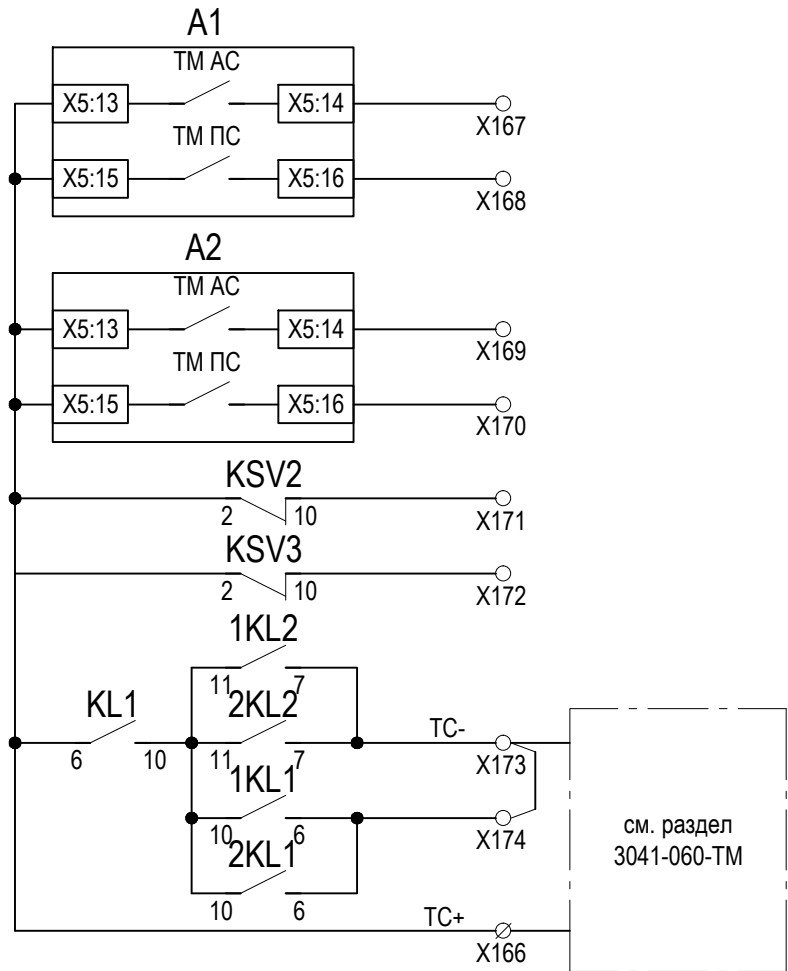 A1
ТМ АС
X5:13
X5:14
X167
ТМ ПС
X5:15
X5:16
X168
A2
ТМ АС
X5:13
X5:14
X169
ТМ ПС
X5:15
X5:16
X170
KSV2
2 10
X171
KSV3
2 10
X172
1KL2
11 7
KL1
6 10
2KL2
11 7
ТС-
X173
1KL1
10 6
X174
2KL1
10 6
ТС+
X166
см. раздел
3041-060-ТМ